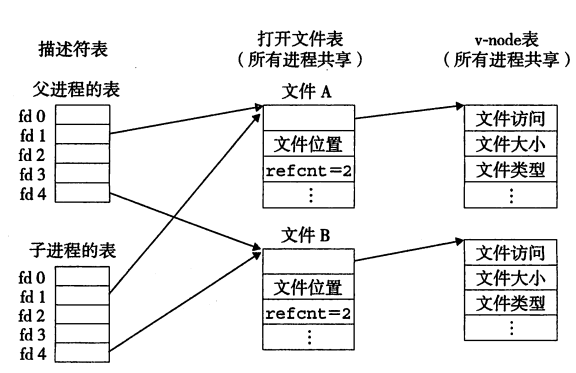 描述符表
打开文件表
（所有进程共享）
v-node表
（所有进程共享）
父进程的表
fd 0
fd 1
fd 2
fd 3
fd 4
文件 A
文件位置
refcnt=2
⋮
文件访问
文件大小
文件类型
⋮
子进程的表
fd 0
fd 1
fd 2
fd 3
fd 4
文件 B
文件位置
refcnt=2
⋮
文件访问
文件大小
文件类型
⋮